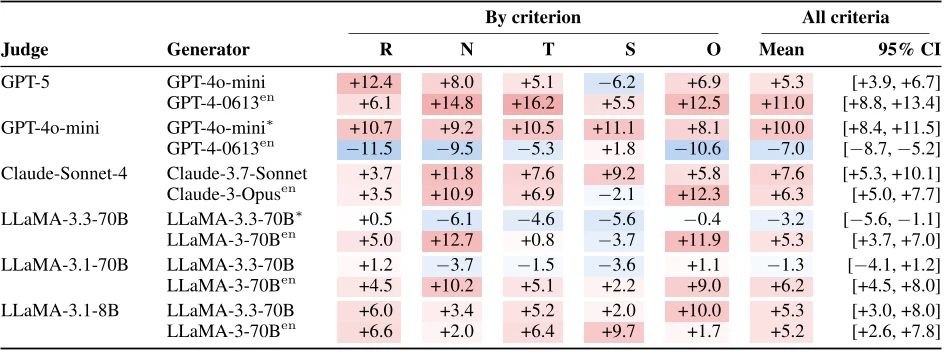 By criterion All criteria
Judge Generator R N T S O Mean 95% CI
GPT-5 GPT-4o-mini +12.4 +8.0 +5.1 −6.2 +6.9 +5.3 [+3.9, +6.7]
GPT-4-0613en +6.1 +14.8 +16.2 +5.5 +12.5 +11.0 [+8.8, +13.4]
GPT-4o-mini GPT-4o-mini* +10.7 +9.2 +10.5 +11.1 +8.1 +10.0 [+8.4, +11.5]
GPT-4-0613en −11.5 −9.5 −5.3 +1.8 −10.6 −7.0 [−8.7, −5.2]
Claude-Sonnet-4 Claude-3.7-Sonnet +3.7 +11.8 +7.6 +9.2 +5.8 +7.6 [+5.3, +10.1]
Claude-3-Opusen +3.5 +10.9 +6.9 −2.1 +12.3 +6.3 [+5.0, +7.7]
LLaMA-3.3-70B LLaMA-3.3-70B* +0.5 −6.1 −4.6 −5.6 −0.4 −3.2 [−5.6, −1.1]
LLaMA-3-70Ben +5.0 +12.7 +0.8 −3.7 +11.9 +5.3 [+3.7, +7.0]
LLaMA-3.1-70B LLaMA-3.3-70B +1.2 −3.7 −1.5 −3.6 +1.1 −1.3 [−4.1, +1.2]
LLaMA-3-70Ben +4.5 +10.2 +5.1 +2.2 +9.0 +6.2 [+4.5, +8.0]
LLaMA-3.1-8B LLaMA-3.3-70B +6.0 +3.4 +5.2 +2.0 +10.0 +5.3 [+3.0, +8.0]
LLaMA-3-70Ben +6.6 +2.0 +6.4 +9.7 +1.7 +5.2 [+2.6, +7.8]